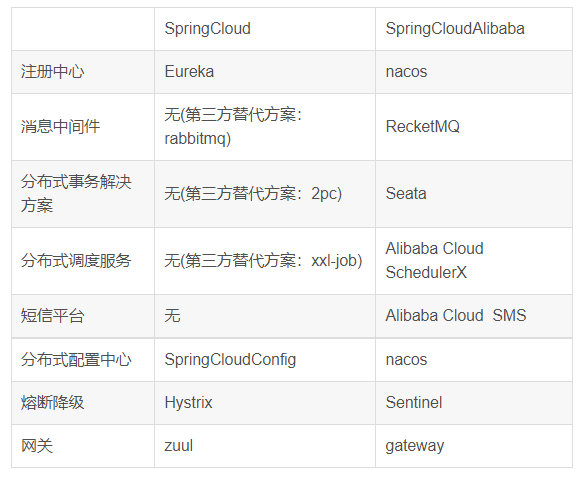 SpringCloud SpringCloudAlibaba
注册中心 Eureka nacos
消息中间件 无(第三方替代方案：
rabbitmq) RecketMQ
分布式事务解决
方案 无(第三方替代方案：2pc) Seata
分布式调度服务 无(第三方替代方案：xxl-job) Alibaba Cloud
SchedulerX
短信平台 无 Alibaba Cloud  SMS
分布式配置中心 SpringCloudConfig nacos
熔断降级 Hystrix Sentinel
网关 zuul gateway